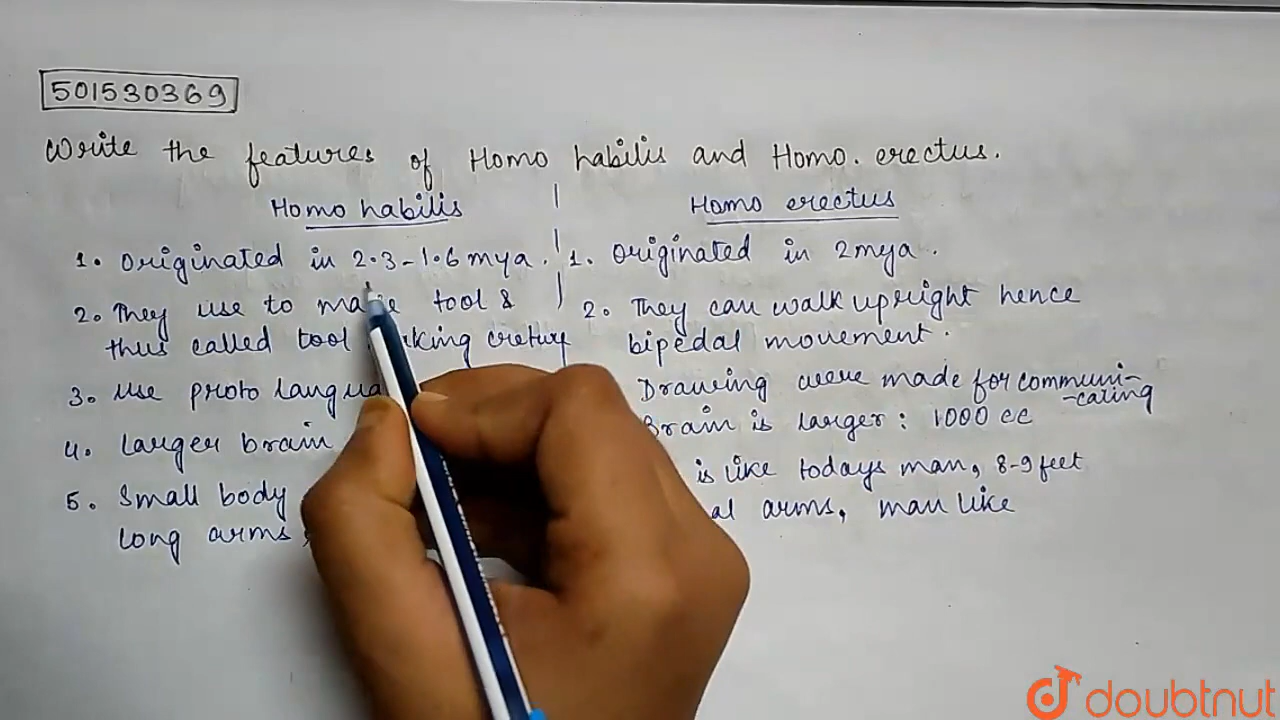 501530369
Write the features of Homo habilis and Homo. erectus.
Homo habilis
1. Originated in 2.3-1.6 mya.
2. They use to make tool &
thus called tool making creture
3. Use proto langua
4. Larger brain
5. Small body
long arms,
Homo erectus
1. Originated in 2mya.
2. They can walk upright hence
bipedal movement.
Drawing were made for communi-
-cating
Brain is larger: 1000 cc
is like todays man, 8-9 feet
arms, man like
doubtnut